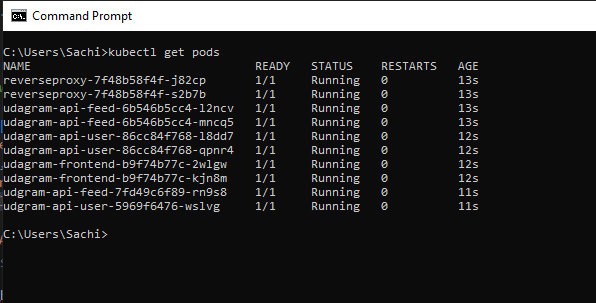 Command Prompt
C:\Users\Sachi>kubectl get pods
NAME READY STATUS RESTARTS AGE
reverseproxy-7f48b58f4f-j82cp 1/1 Running 0 13s
reverseproxy-7f48b58f4f-s2b7b 1/1 Running 0 13s
udagram-api-feed-6b546b5cc4-l2ncv 1/1 Running 0 13s
udagram-api-feed-6b546b5cc4-mncq5 1/1 Running 0 13s
udagram-api-user-86cc84f768-l8dd7 1/1 Running 0 12s
udagram-api-user-86cc84f768-qpnr4 1/1 Running 0 12s
udagram-frontend-b9f74b77c-2wlgw 1/1 Running 0 12s
udagram-frontend-b9f74b77c-kjn8m 1/1 Running 0 12s
udgram-api-feed-7fd49c6f89-rn9s8 1/1 Running 0 11s
udgram-api-user-5969f6476-wslvg 1/1 Running 0 11s
C:\Users\Sachi>